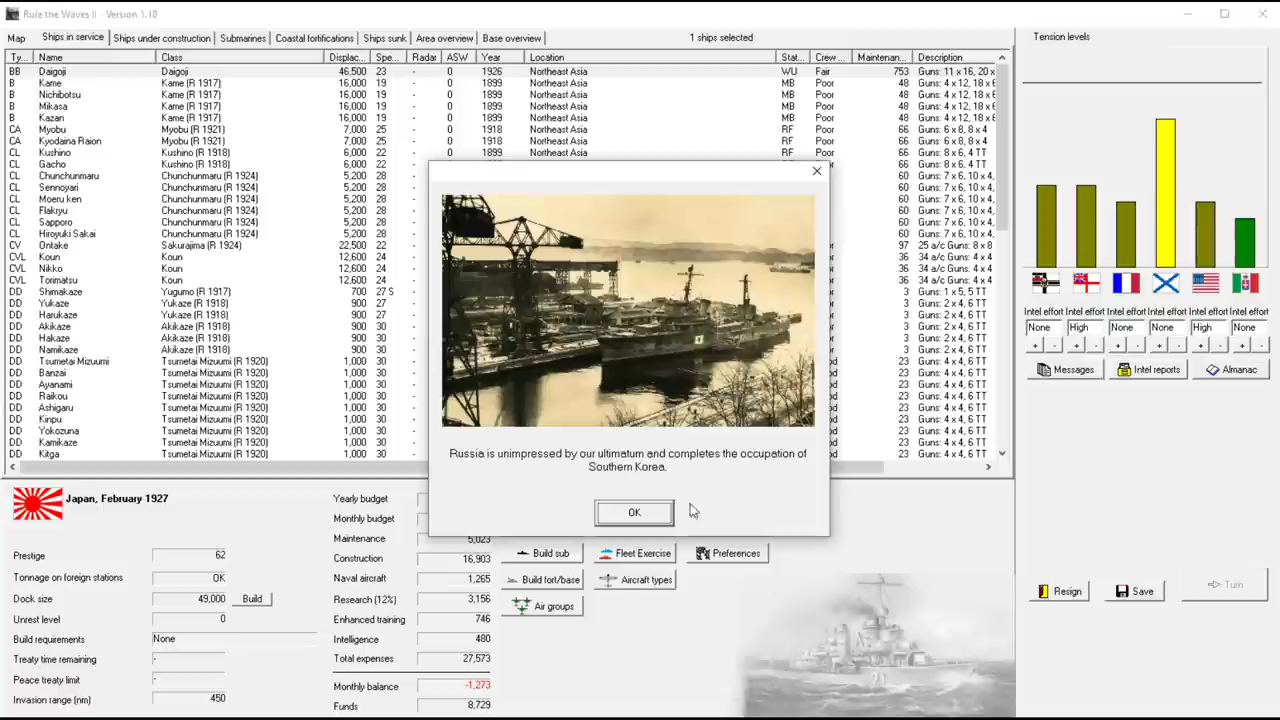 Rule the Waves II - Version 1.18
Map Ships in service Ships under construction Submarines Coastal fortifications Ships sunk Area overview Base overview 1 ships selected
Ty... Name Class Displac... Spe... Radar ASW Year Location Stat... Crew ... Maintenanc... Description
BB Daigoji Daigoji 46,500 23 - 0 1926 Northeast Asia WU Fair 753 Guns: 11 x 16, 20 x
B Kame Kame (R 1917) 16,000 19 - 0 1899 Northeast Asia MB Poor 48 Guns: 4 x 12, 18 x 6
B Nichibotsu Kame (R 1917) 16,000 19 - 0 1899 Northeast Asia MB Poor 48 Guns: 4 x 12, 18 x 6
B Mikasa Kame (R 1917) 16,000 19 - 0 1899 Northeast Asia MB Poor 48 Guns: 4 x 12, 18 x 6
B Kazan Kame (R 1917) 16,000 19 - 0 1899 Northeast Asia MB Poor 48 Guns: 4 x 12, 18 x 6
CA Myobu Myobu (R 1921) 7,000 25 - 0 1918 Northeast Asia RF Poor 66 Guns: 6 x 8, 8 x 4
CA Kyodaina Raion Myobu (R 1921) 7,000 25 - 0 1918 Northeast Asia RF Poor 66 Guns: 6 x 8, 8 x 4
CL Kushino Kushino (R 1918) 6,000 22 - 0 1899 Northeast Asia RF Poor 66 Guns: 8 x 6, 4 TT
CL Gacho Kushino (R 1918) 6,000 22 66 Guns: 8 x 6, 4 TT
CL Chunchunmaru Chunchunmaru (R 1924) 5,200 28 60 Guns: 7 x 6, 10 x 4,
CL Sennoyari Chunchunmaru (R 1924) 5,200 28 60 Guns: 7 x 6, 10 x 4,
CL Moeru ken Chunchunmaru (R 1924) 5,200 28 60 Guns: 7 x 6, 10 x 4,
CL Flakryu Chunchunmaru (R 1924) 5,200 28 60 Guns: 7 x 6, 10 x 4,
CL Sapporo Chunchunmaru (R 1924) 5,200 28 60 Guns: 7 x 6, 10 x 4,
CL Hiroyuki Sakai Chunchunmaru (R 1924) 5,200 28 60 Guns: 7 x 6, 10 x 4,
CV Ontake Sakurajima (R 1924) 22,500 28 97 25 a/c Guns: 8 x 8
CVL Koun Koun 12,600 24 36 34 a/c Guns: 4 x 4
CVL Nikko Koun 12,600 24 36 34 a/c Guns: 4 x 4
CVL Torimatsu Koun 12,600 24 36 34 a/c Guns: 4 x 4
DD Shimakaze Yugumo (R 1917) 700 27 S 3 Guns: 1 x 5, 5 TT
DD Yukaze Yukaze (R 1917) 900 27 3 Guns: 2 x 4, 6 TT
DD Harukaze Yukaze (R 1917) 900 27 3 Guns: 2 x 4, 6 TT
DD Akikaze Akikaze (R 1918) 900 30 3 Guns: 2 x 4, 6 TT
DD Hakaze Akikaze (R 1918) 900 30 3 Guns: 2 x 4, 6 TT
DD Namikaze Akikaze (R 1918) 900 30 3 Guns: 2 x 4, 6 TT
DD Tsumetai Mizuumi Tsumetai Mizuumi (R 1920) 1,000 30 23 Guns: 4 x 4, 6 TT
DD Banzai Tsumetai Mizuumi (R 1920) 1,000 30 23 Guns: 4 x 4, 6 TT
DD Ayanami Tsumetai Mizuumi (R 1920) 1,000 30 23 Guns: 4 x 4, 6 TT
DD Raikou Tsumetai Mizuumi (R 1920) 1,000 30 23 Guns: 4 x 4, 6 TT
DD Ashigaru Tsumetai Mizuumi (R 1920) 1,000 30 23 Guns: 4 x 4, 6 TT
DD Kinpu Tsumetai Mizuumi (R 1920) 1,000 30 23 Guns: 4 x 4, 6 TT
DD Yokozuna Tsumetai Mizuumi (R 1920) 1,000 30 23 Guns: 4 x 4, 6 TT
DD Kamikaze Tsumetai Mizuumi (R 1920) 1,000 30 23 Guns: 4 x 4, 6 TT
DD Kitga Tsumetai Mizuumi (R 1920) 1,000 30 23 Guns: 4 x 4, 6 TT
Russia is unimpressed by our ultimatum and completes the occupation of
Southern Korea.
OK
Tension levels
Intel effort Intel effort Intel effort Intel effort Intel effort Intel effort
None High None None High None
+ - + - + - + - + - + -
Messages Intel reports Almanac
Japan, February 1927
Prestige 62
Tonnage on foreign stations OK
Dock size 49,000 Build
Unrest level 0
Build requirements None
Treaty time remaining -
Peace treaty limit -
Invasion range (nm) 450
Yearly budget
Monthly budget
Maintenance 5,023
Construction 16,903
Naval aircraft 1,265
Research (12%) 3,156
Enhanced training 746
Intelligence 480
Total expenses 27,573
Monthly balance -1,273
Funds 8,729
Build sub Fleet Exercise Preferences
Build fort/base Aircraft types
Air groups
Resign Save Turn